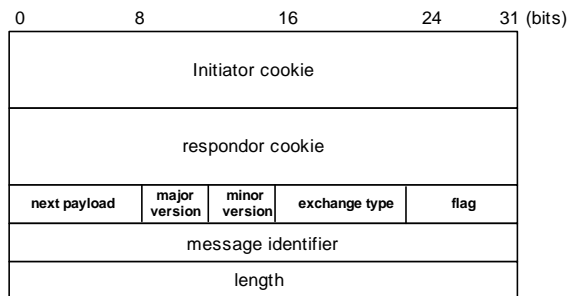 0 8 16 24 31 (bits)
Initiator cookie
respondor cookie
next payload major version minor version exchange type flag
message identifier
length